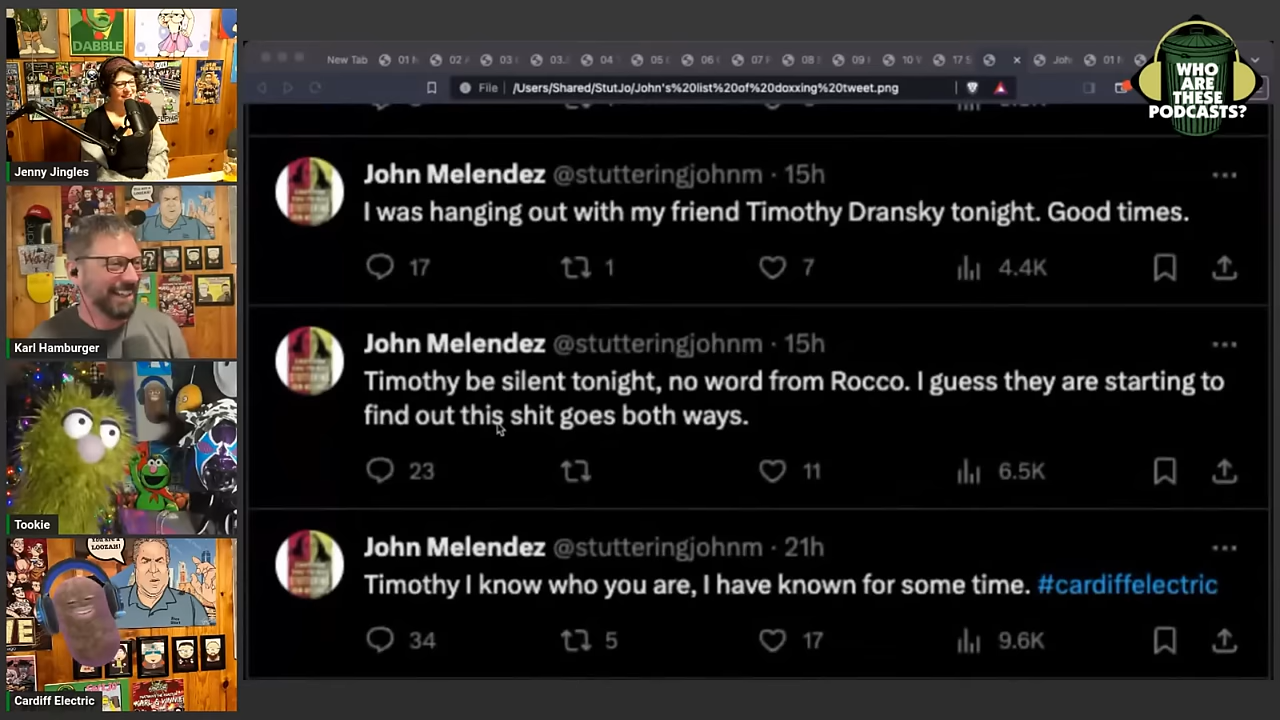 DABBLE
Jenny Jingles
Karl Hamburger
Tookie
LOOZAH!
Cardiff Electric
WHO
ARE
THESE
PODCASTS?
New Tab
File
/Users/Shared/StutJo/John's%20list%20of%20doxxing%20tweet.png
John Melendez @stutteringjohnm · 15h
I was hanging out with my friend Timothy Dransky tonight. Good times.
17 1 7 4.4K
John Melendez @stutteringjohnm · 15h
Timothy be silent tonight, no word from Rocco. I guess they are starting to
find out this shit goes both ways.
23 11 6.5K
John Melendez @stutteringjohnm · 21h
Timothy I know who you are, I have known for some time. #cardiffelectric
34 5 17 9.6K